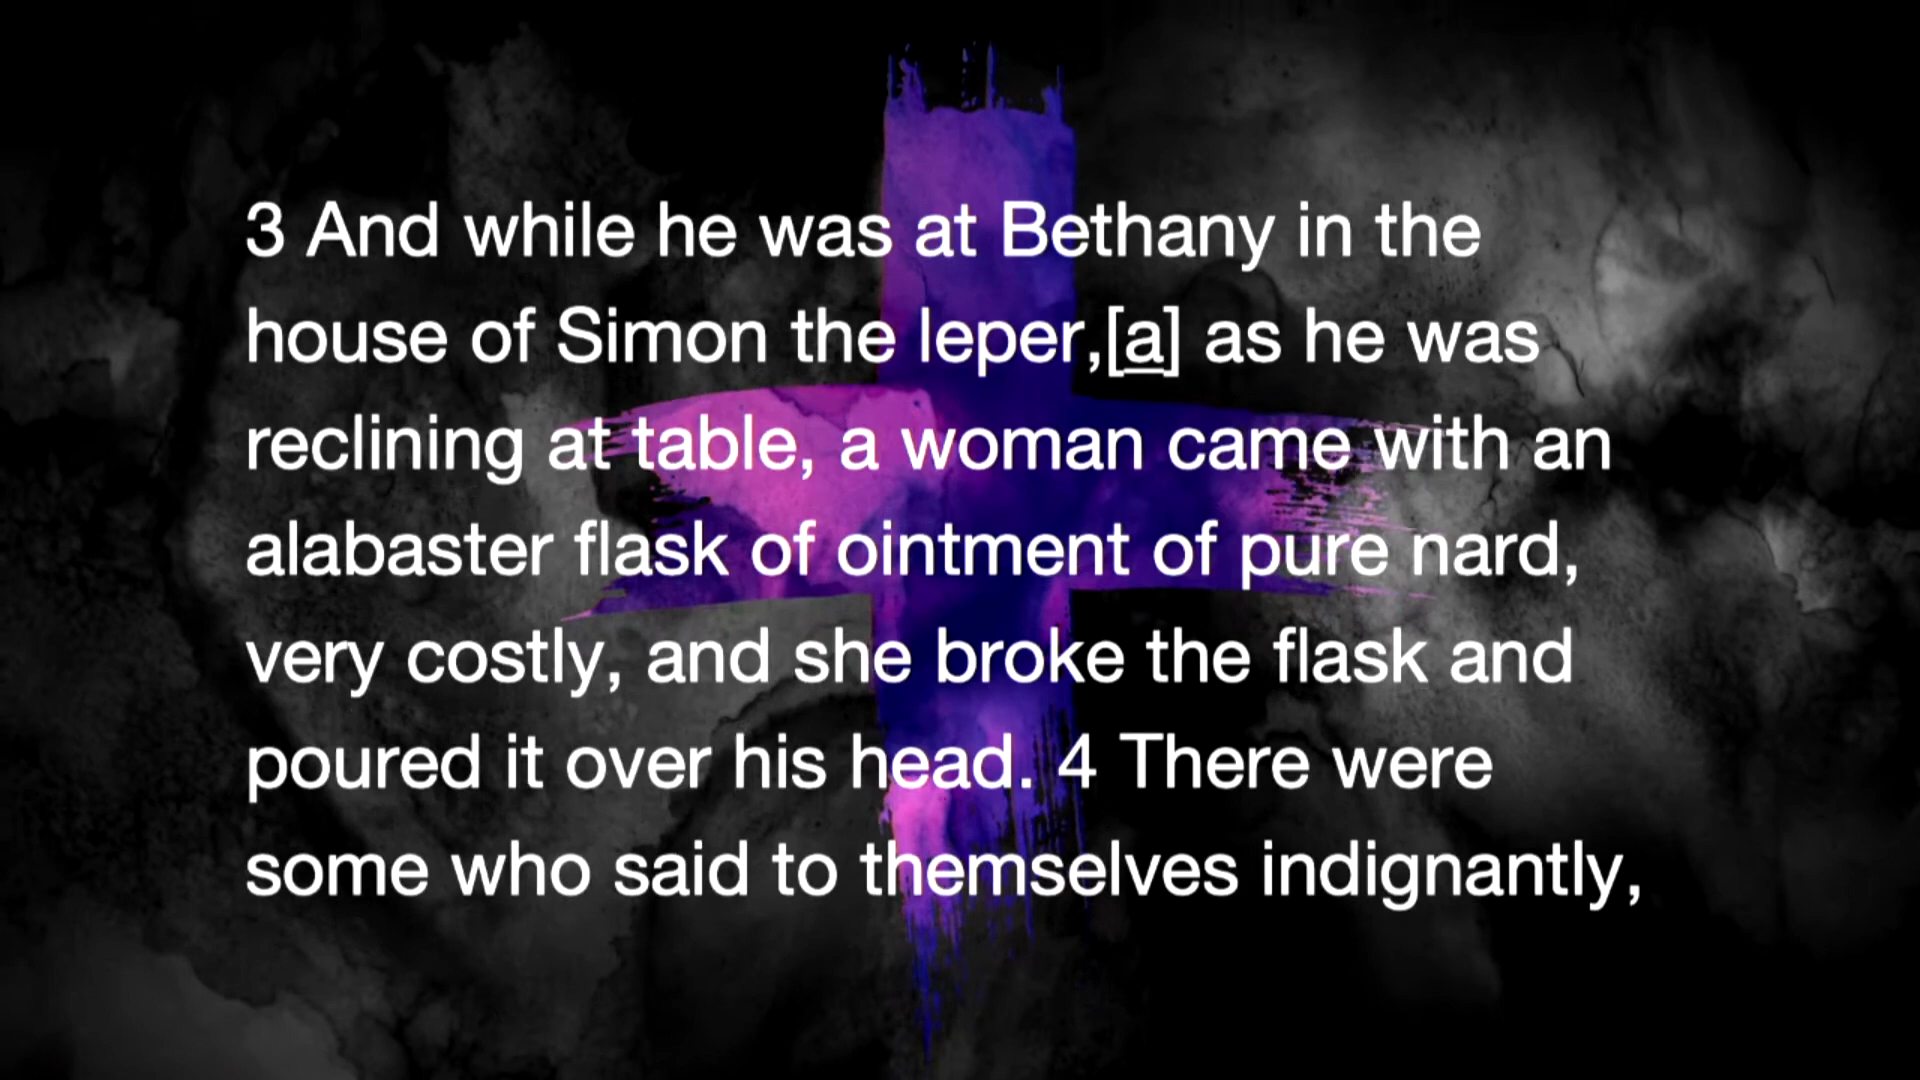 3 And while he was at Bethany in the
house of Simon the leper,[a] as he was
reclining at table, a woman came with an
alabaster flask of ointment of pure nard,
very costly, and she broke the flask and
poured it over his head. 4 There were
some who said to themselves indignantly,